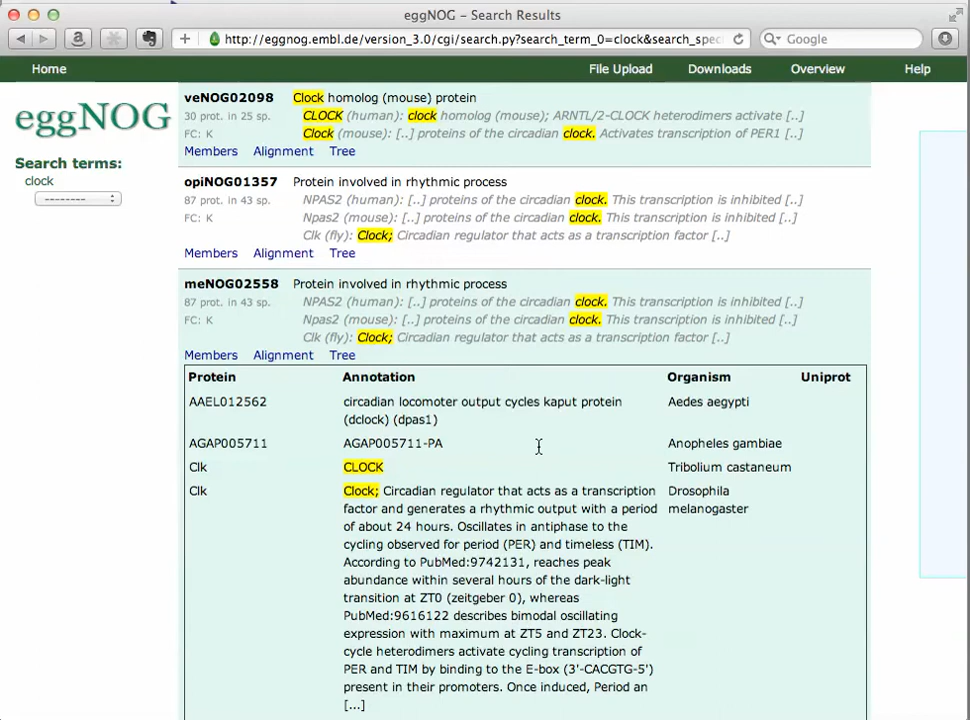 eggNOG – Search Results
http://eggnog.embl.de/version_3.0/cgi/search.py?search_term_0=clock&search_spec
Google
Home
File Upload
Downloads
Overview
Help
eggNOG
Search terms:
clock
--------
veNOG02098 Clock homolog (mouse) protein
30 prot. in 25 sp. CLOCK (human): clock homolog (mouse); ARNTL/2-CLOCK heterodimers activate [..]
FC: K Clock (mouse): [..] proteins of the circadian clock. Activates transcription of PER1 [..]
Members Alignment Tree
opiNOG01357 Protein involved in rhythmic process
87 prot. in 43 sp. NPAS2 (human): [..] proteins of the circadian clock. This transcription is inhibited [..]
FC: K Npas2 (mouse): [..] proteins of the circadian clock. This transcription is inhibited [..]
Clk (fly): Clock; Circadian regulator that acts as a transcription factor [..]
Members Alignment Tree
meNOG02558 Protein involved in rhythmic process
87 prot. in 43 sp. NPAS2 (human): [..] proteins of the circadian clock. This transcription is inhibited [..]
FC: K Npas2 (mouse): [..] proteins of the circadian clock. This transcription is inhibited [..]
Clk (fly): Clock; Circadian regulator that acts as a transcription factor [..]
Members Alignment Tree
Protein Annotation Organism Uniprot
AAEL012562 circadian locomoter output cycles kaput protein Aedes aegypti
(dclock) (dpas1)
AGAP005711 AGAP005711-PA Anopheles gambiae
Clk CLOCK Tribolium castaneum
Clk Clock; Circadian regulator that acts as a transcription Drosophila
factor and generates a rhythmic output with a period melanogaster
of about 24 hours. Oscillates in antiphase to the
cycling observed for period (PER) and timeless (TIM).
According to PubMed:9742131, reaches peak
abundance within several hours of the dark-light
transition at ZT0 (zeitgeber 0), whereas
PubMed:9616122 describes bimodal oscillating
expression with maximum at ZT5 and ZT23. Clock-
cycle heterodimers activate cycling transcription of
PER and TIM by binding to the E-box (3'-CACGTG-5')
present in their promoters. Once induced, Period an
[...]